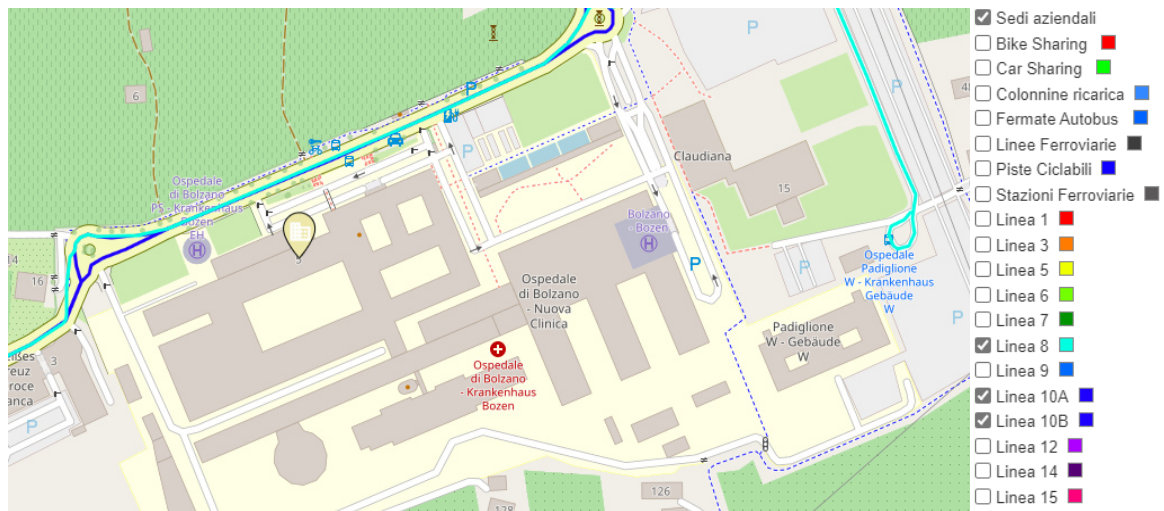 6
P
P
P
Claudiana
15
Ospedale
di Bolzano
PS - Krankenhaus
Bozen
EH
Bolzano
- Bozen
H
H
P
14
16
3
Ospedale
di Bolzano
- Nuova
Clinica
Ospedale
Padiglione
W - Krankenhaus
Gebäude
W
P
P
P
Padiglione
W - Gebäude
W
Ospedale
di Bolzano
- Krankenhaus
Bozen
3
P
126
128
Sedi aziendali
Bike Sharing
Car Sharing
Colonnine ricarica
Fermate Autobus
Linee Ferroviarie
Piste Ciclabili
Stazioni Ferroviarie
Linea 1
Linea 3
Linea 5
Linea 6
Linea 7
Linea 8
Linea 9
Linea 10A
Linea 10B
Linea 12
Linea 14
Linea 15